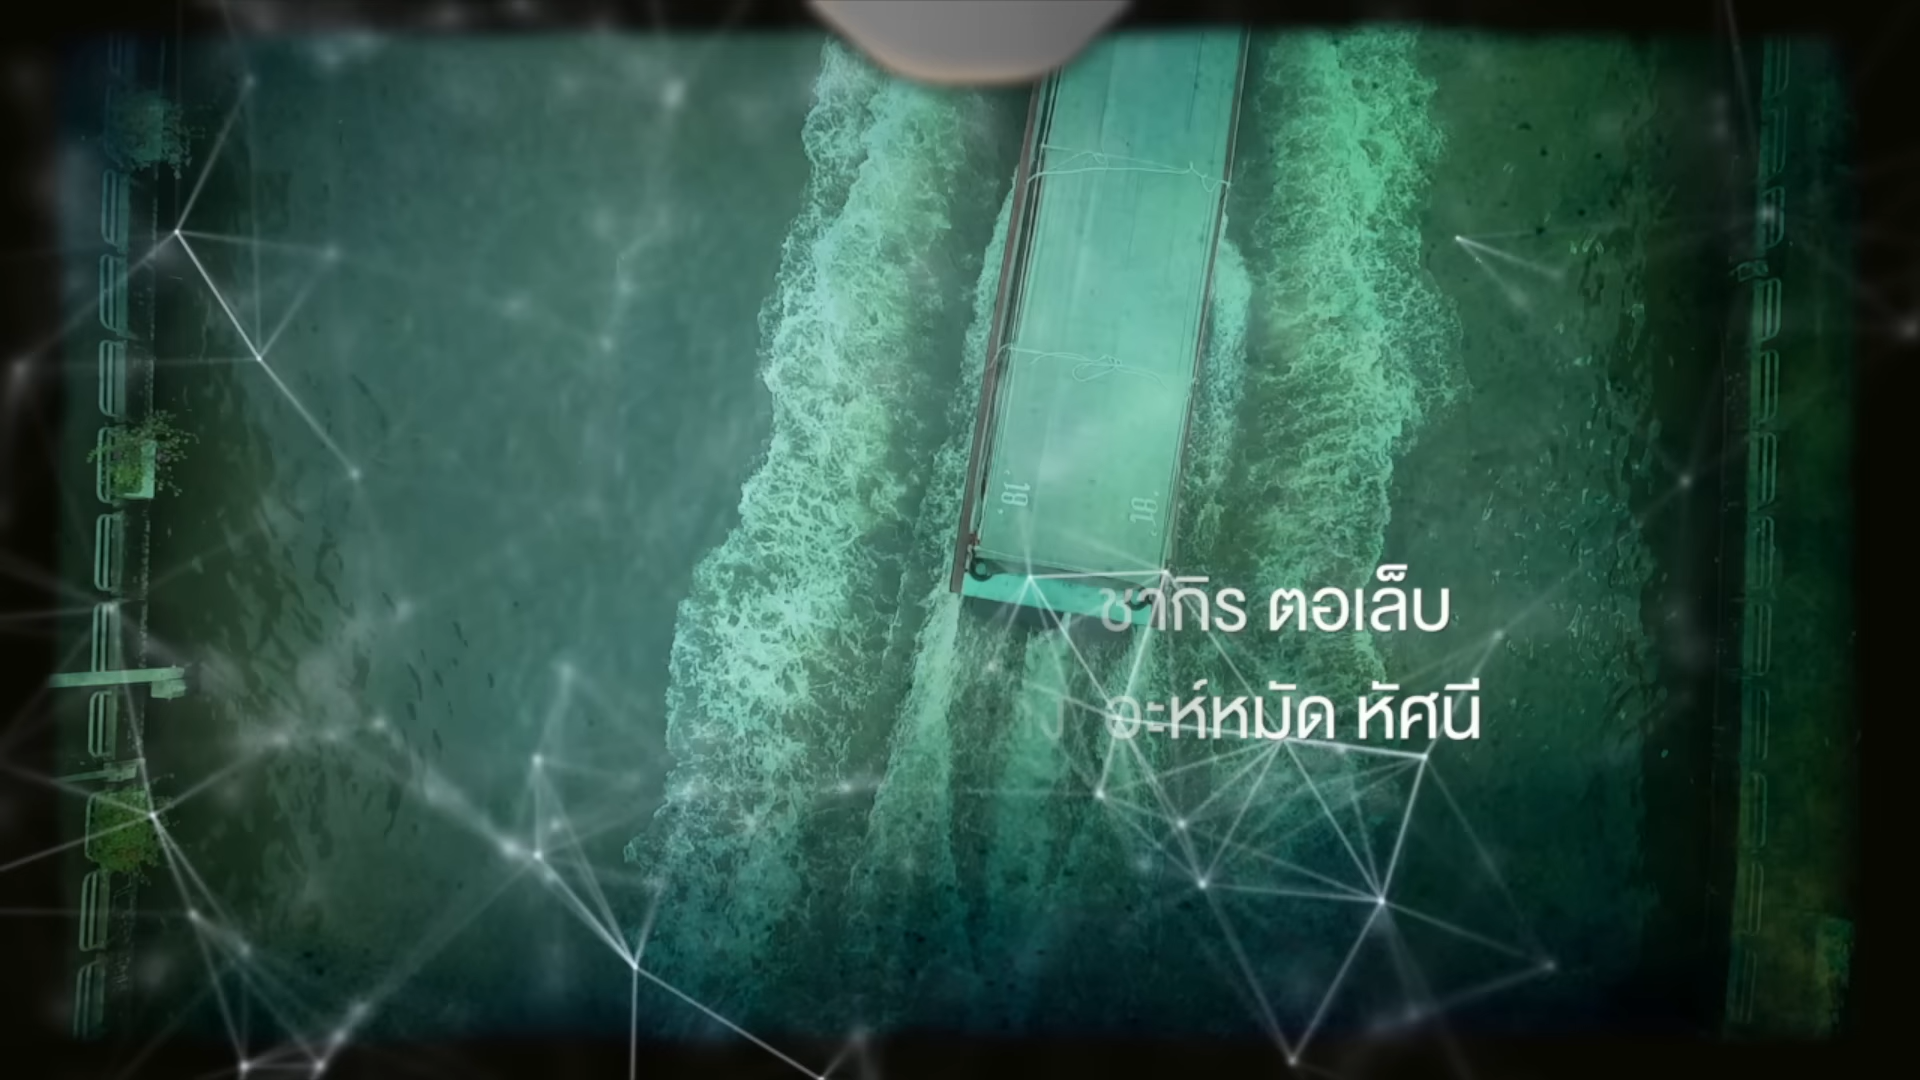 .18.
.18.
ชากิร ตอเล็บ
อะห์หมัด หัศนี